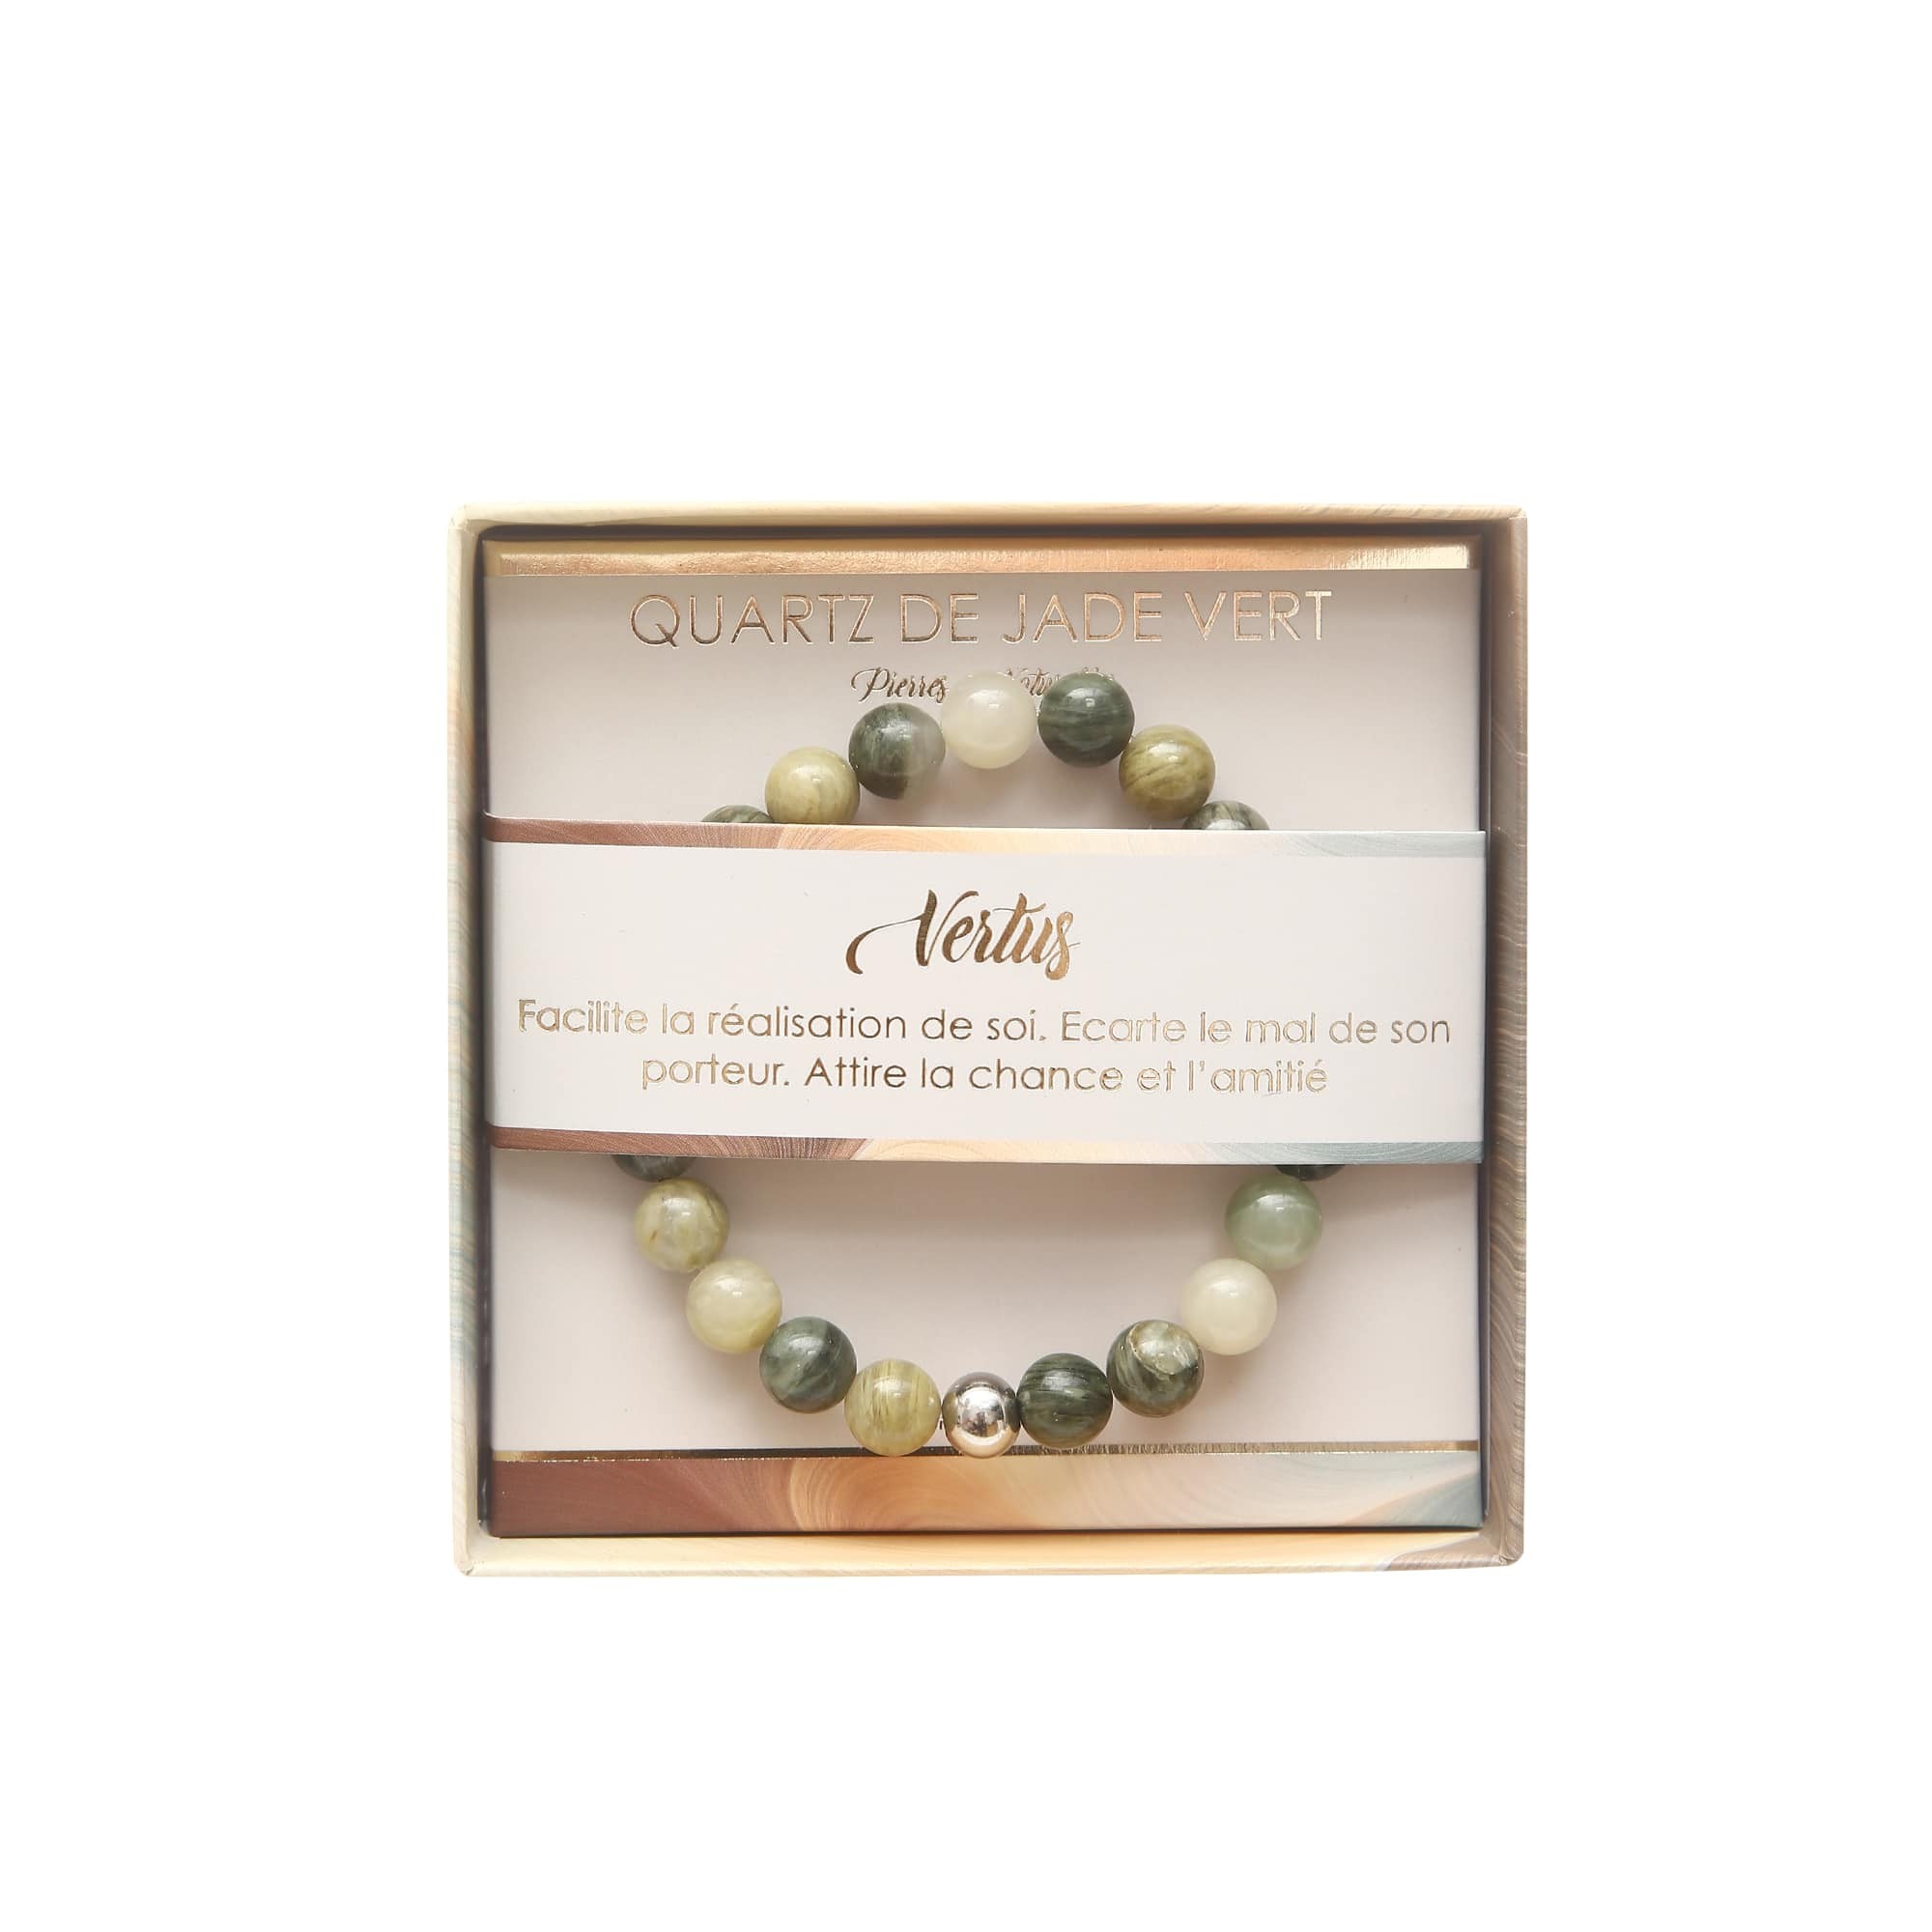 QUARTZ DE JADE VERT
Pierres
Vertus
Facilite la réalisation de soi. Ecarte le mal de son
porteur. Attire la chance et l'amitié